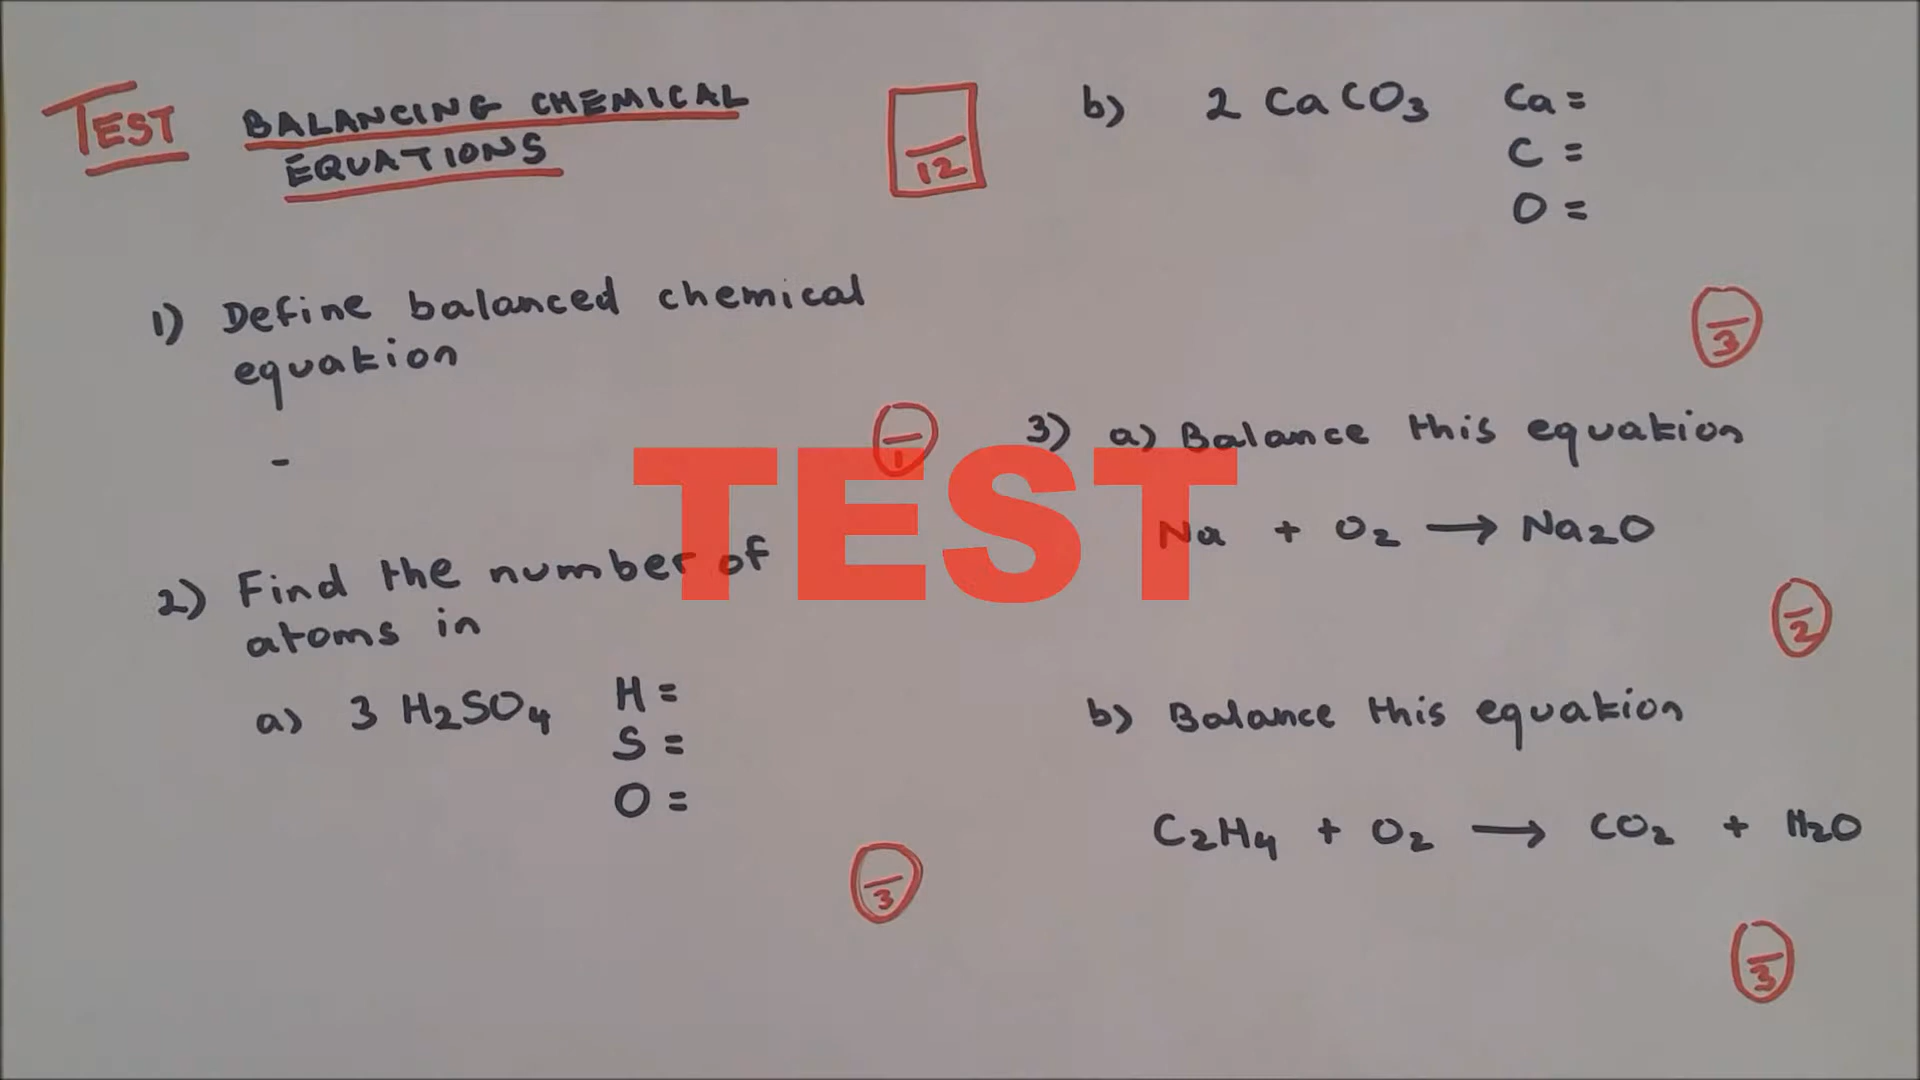 TEST BALANCING CHEMICAL
EQUATIONS
12
1) Define balanced chemical
equation
-
1
2) Find the number of
atoms in
a) 3 H2SO4 H =
S =
O =
3
b) 2 CaCO3 Ca =
C =
O =
3
3) a) Balance this equation
Na + O2 → Na2O
2
b) Balance this equation
C2H4 + O2 → CO2 + H2O
3
TEST